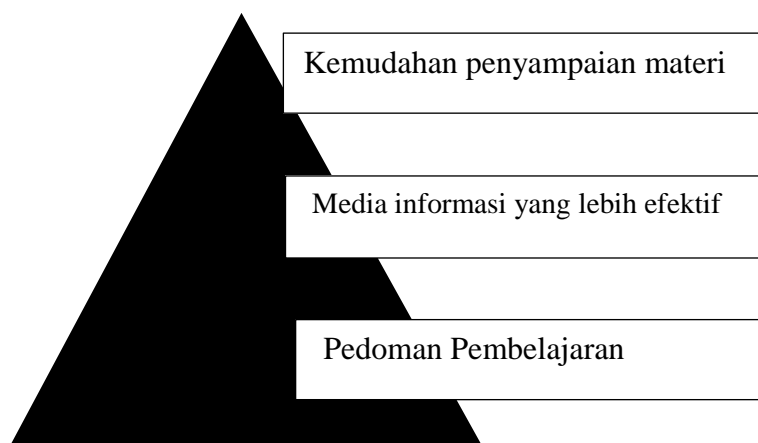 Kemudahan penyampaian materi
Media informasi yang lebih efektif
Pedoman Pembelajaran